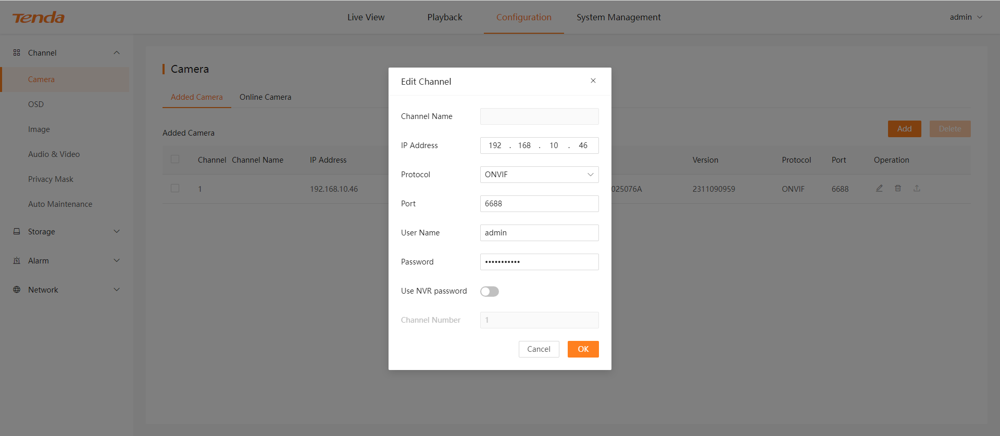 Tenda
Live View
Playback
Configuration
System Management
admin
Channel
Camera
OSD
Image
Audio & Video
Privacy Mask
Auto Maintenance
Storage
Alarm
Network
Camera
Added Camera
Online Camera
Added Camera
Add
Delete
Channel Channel Name IP Address Version Protocol Port Operation
1 192.168.10.46 025076A 2311090959 ONVIF 6688
Edit Channel
Channel Name
IP Address 192 . 168 . 10 . 46
Protocol ONVIF
Port 6688
User Name admin
Password •••••••••••
Use NVR password
Channel Number 1
Cancel OK